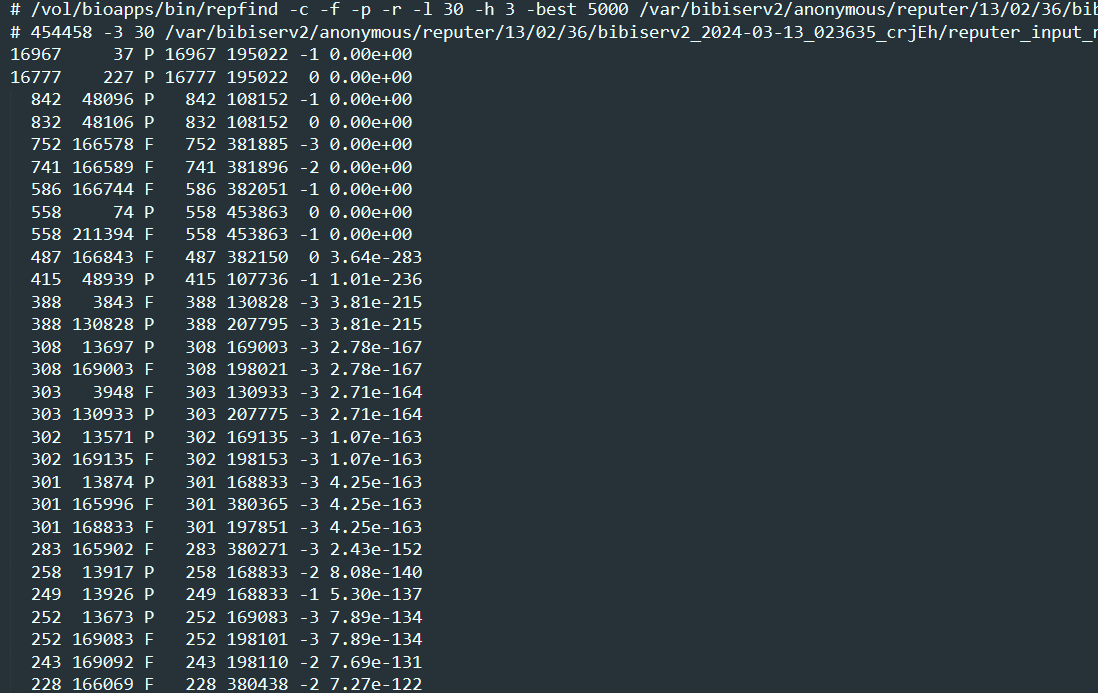 # /vol/bioapps/bin/repfind -c -f -p -r -l 30 -h 3 -best 5000 /var/bibiserv2/anonymous/reputer/13/02/36/bib
# 454458 -3 30 /var/bibiserv2/anonymous/reputer/13/02/36/bibiserv2_2024-03-13_023635_crjEh/reputer_input_r
16967     37 P 16967 195022 -1 0.00e+00
16777    227 P 16777 195022  0 0.00e+00
  842  48096 P   842 108152 -1 0.00e+00
  832  48106 P   832 108152  0 0.00e+00
  752 166578 F   752 381885 -3 0.00e+00
  741 166589 F   741 381896 -2 0.00e+00
  586 166744 F   586 382051 -1 0.00e+00
  558     74 P   558 453863  0 0.00e+00
  558 211394 F   558 453863 -1 0.00e+00
  487 166843 F   487 382150  0 3.64e-283
  415  48939 P   415 107736 -1 1.01e-236
  388   3843 F   388 130828 -3 3.81e-215
  388 130828 P   388 207795 -3 3.81e-215
  308  13697 P   308 169003 -3 2.78e-167
  308 169003 F   308 198021 -3 2.78e-167
  303   3948 F   303 130933 -3 2.71e-164
  303 130933 P   303 207775 -3 2.71e-164
  302  13571 P   302 169135 -3 1.07e-163
  302 169135 F   302 198153 -3 1.07e-163
  301  13874 P   301 168833 -3 4.25e-163
  301 165996 F   301 380365 -3 4.25e-163
  301 168833 F   301 197851 -3 4.25e-163
  283 165902 F   283 380271 -3 2.43e-152
  258  13917 P   258 168833 -2 8.08e-140
  249  13926 P   249 168833 -1 5.30e-137
  252  13673 P   252 169083 -3 7.89e-134
  252 169083 F   252 198101 -3 7.89e-134
  243 169092 F   243 198110 -2 7.69e-131
  228 166069 F   228 380438 -2 7.27e-122